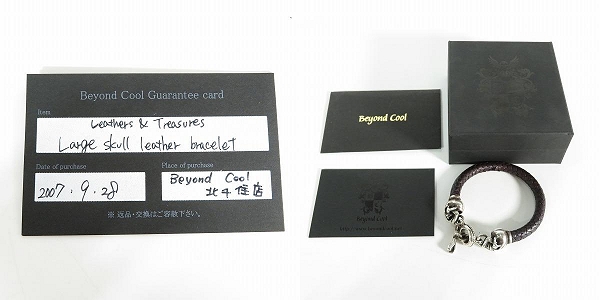 Beyond Cool Guarantee card
Item
Leathers & Treasures
Large skull leather bracelet
Date of purchase
Place of purchase
2007.9.28
Beyond Cool
北千住店
※ 返品・交換はご容赦下さい。
Beyond Cool
Beyond Cool